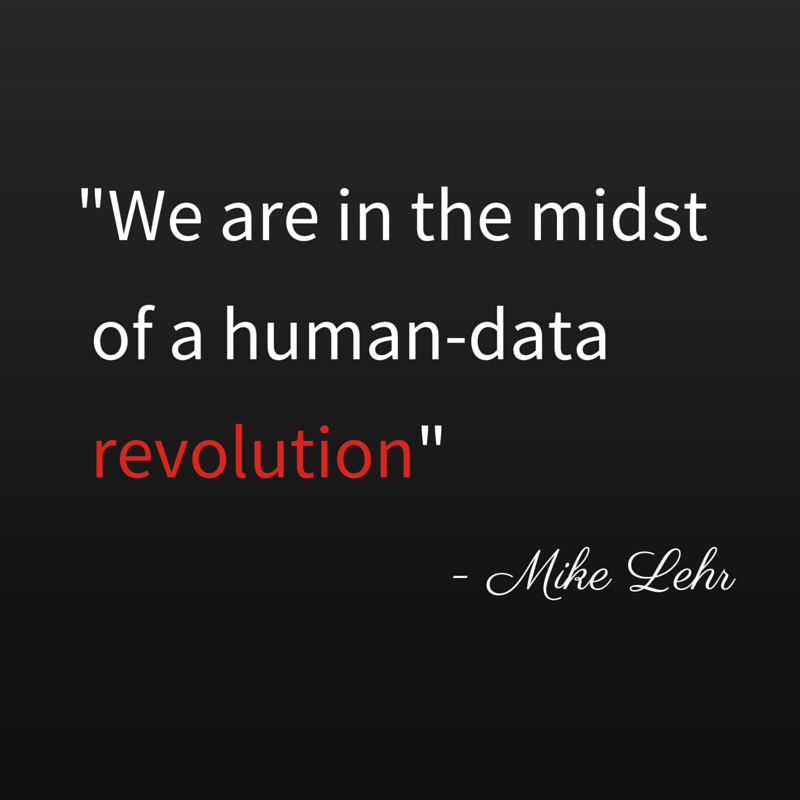 "We are in the midst
of a human-data
revolution"
- Mike Lehr